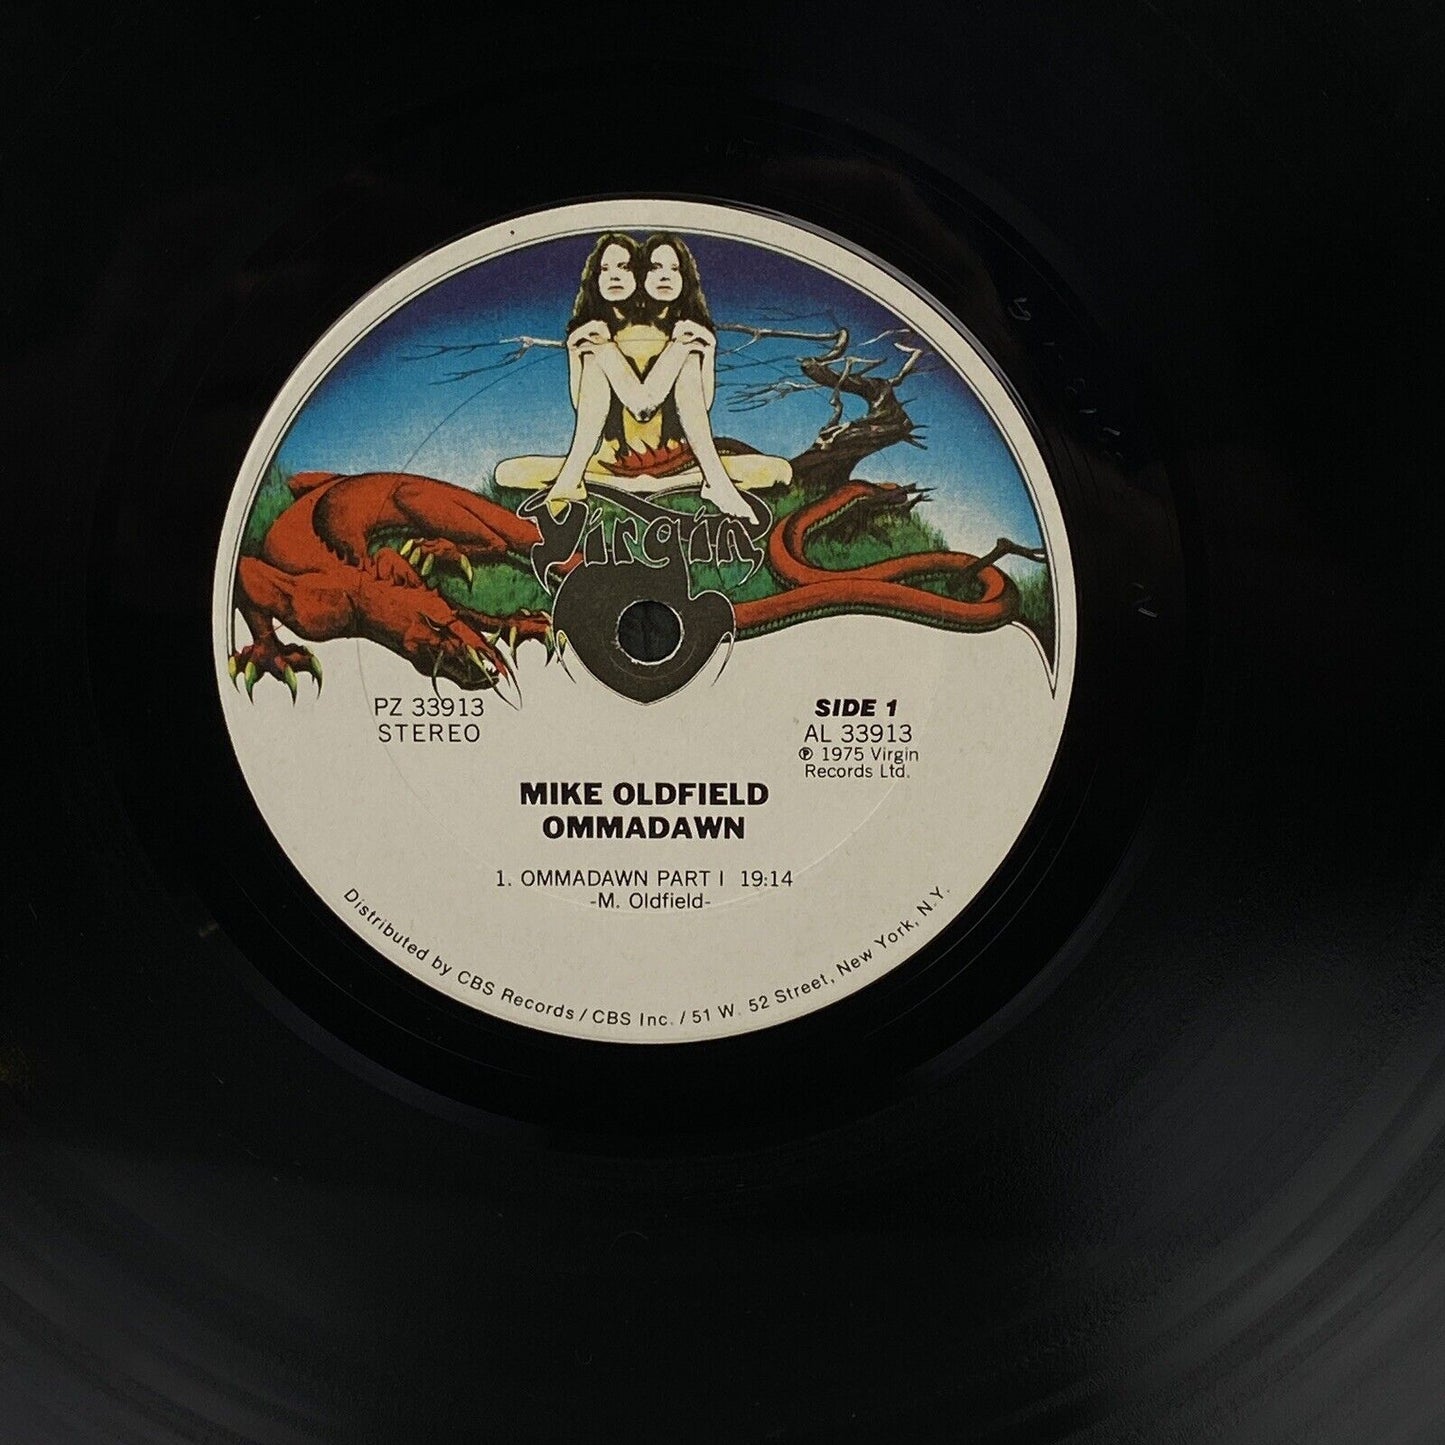 Virgin
PZ 33913
STEREO
SIDE 1
AL 33913
℗ 1975 Virgin
Records Ltd.
MIKE OLDFIELD
OMMADAWN
1. OMMADAWN PART I 19:14
-M. Oldfield-
Distributed by CBS Records / CBS Inc. / 51 W. 52 Street, New York, N.Y.